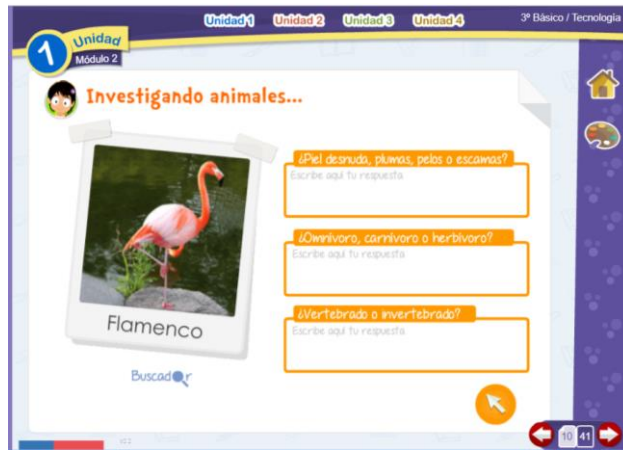 Unidad 1 Unidad 2 Unidad 3 Unidad 4
3º Básico / Tecnología
1 Unidad
Módulo 2
Investigando animales...
¿Piel desnuda, plumas, pelos o escamas?
Escribe aquí tu respuesta
¿Omnívoro, carnívoro o herbívoro?
Escribe aquí tu respuesta
¿Vertebrado o invertebrado?
Escribe aquí tu respuesta
Flamenco
Buscador
10 41